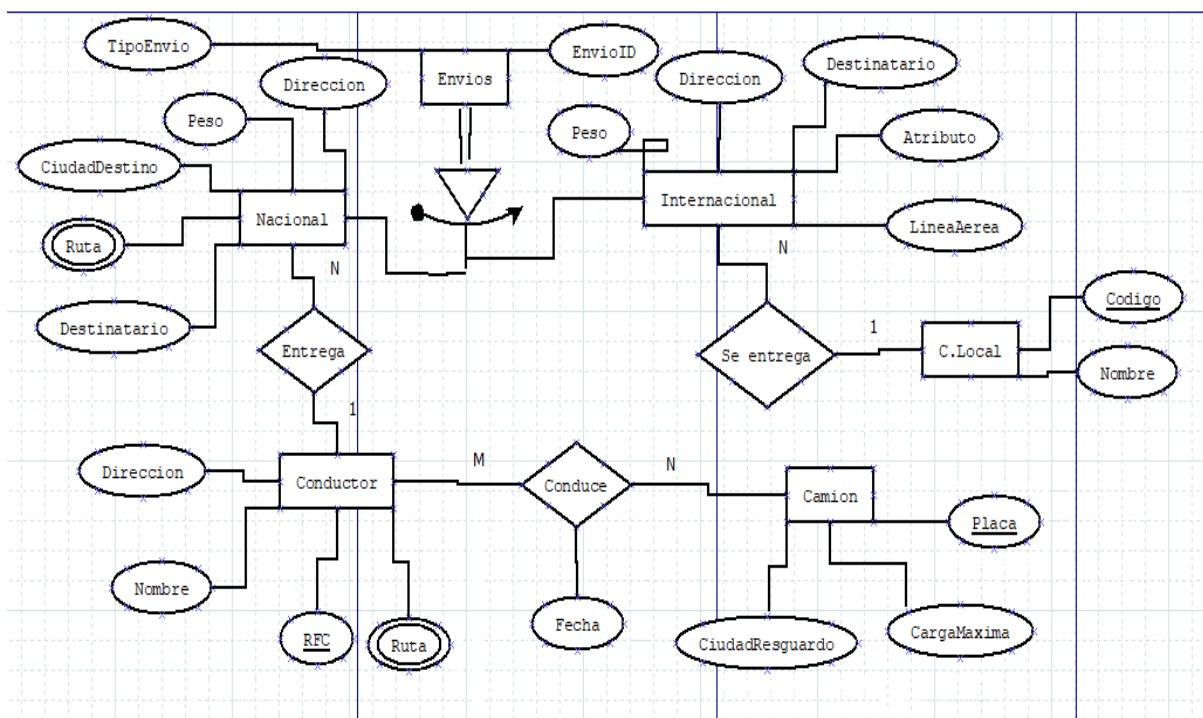 TipoEnvio
Envios
EnvioID
Direccion
Direccion
Destinatario
Peso
Peso
Atributo
CiudadDestino
Nacional
Internacional
Ruta
LineaAerea
N
N
Destinatario
Entrega
Se entrega
1
C.Local
Codigo
Nombre
1
Direccion
Conductor
M
Conduce
N
Camion
Placa
Nombre
RFC
Ruta
Fecha
CiudadResguardo
CargaMaxima